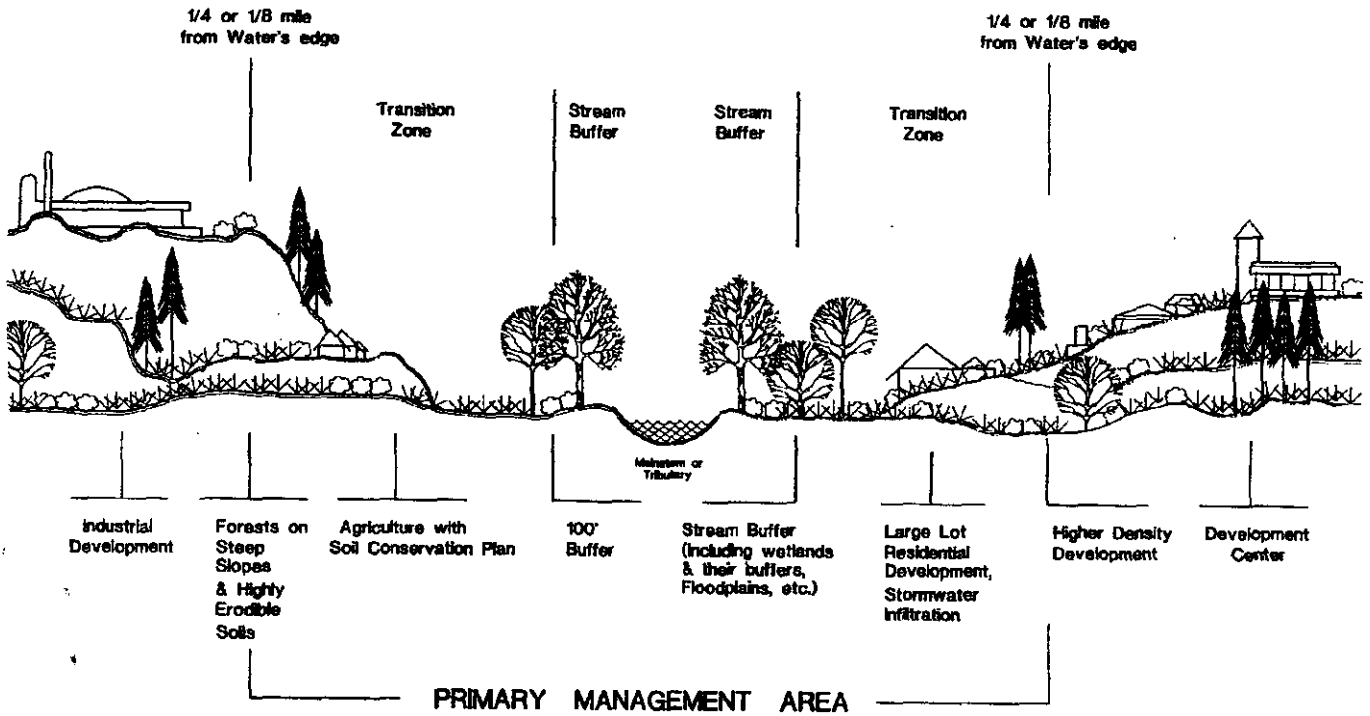 1/4 or 1/8 mile
from Water's edge
1/4 or 1/8 mile
from Water's edge
Transition
Zone
Stream
Buffer
Stream
Buffer
Transition
Zone
Mainstem or
Tributary
Industrial
Development
Forests on
Steep
Slopes
& Highly
Erodible
Soils
Agriculture with
Soil Conservation Plan
100'
Buffer
Stream Buffer
(including wetlands
& their buffers,
Floodplains, etc.)
Large Lot
Residential
Development,
Stormwater
Infiltration
Higher Density
Development
Development
Center
PRIMARY MANAGEMENT AREA